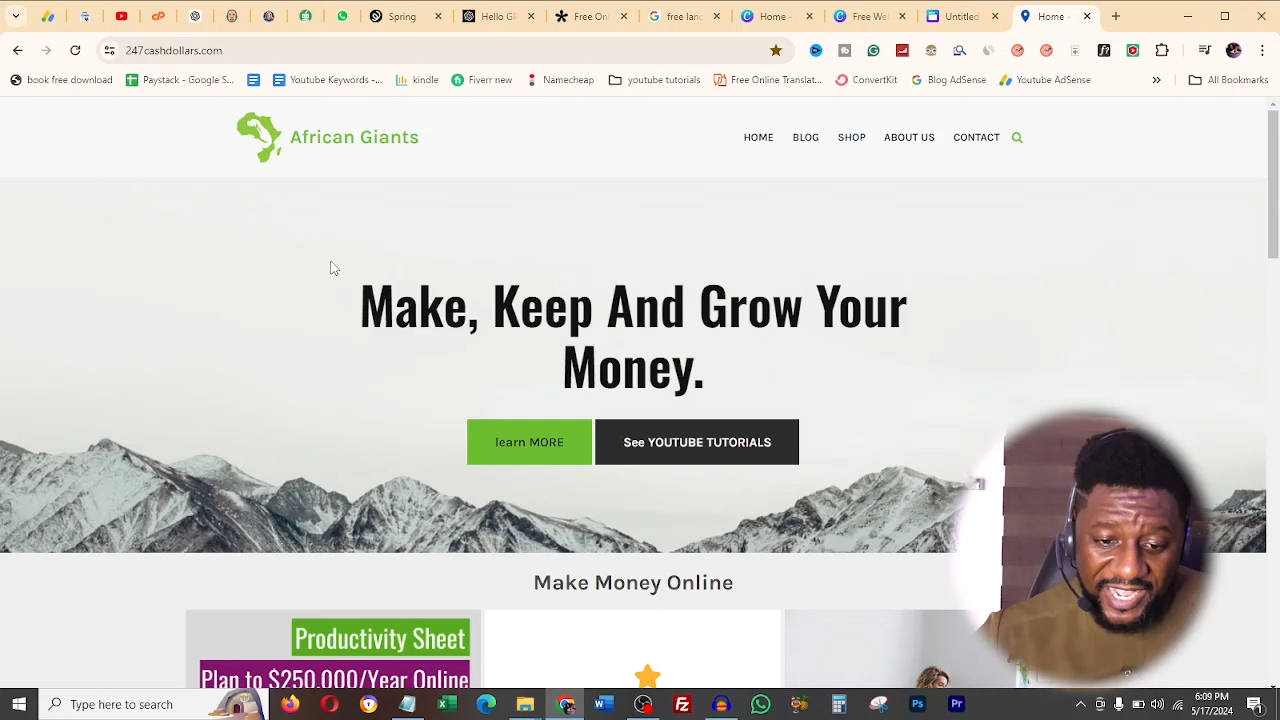 Spring
Free Onl
free lan
Home -
Free We
Untitled
Home -
247cashdollars.com
book free download
Paystack - Google S...
Youtube Keywords -...
kindle
Fiverr new
Namecheap
youtube tutorials
Free Online Translat...
ConvertKit
Blog AdSense
Youtube AdSense
All Bookmarks
African Giants
HOME
BLOG
SHOP
ABOUT US
CONTACT
Make, Keep And Grow Your
Money.
learn MORE
See YOUTUBE TUTORIALS
Make Money Online
Productivity Sheet
Plan to $250,000/Year Online
Type here to search
6:09 PM
5/17/2024